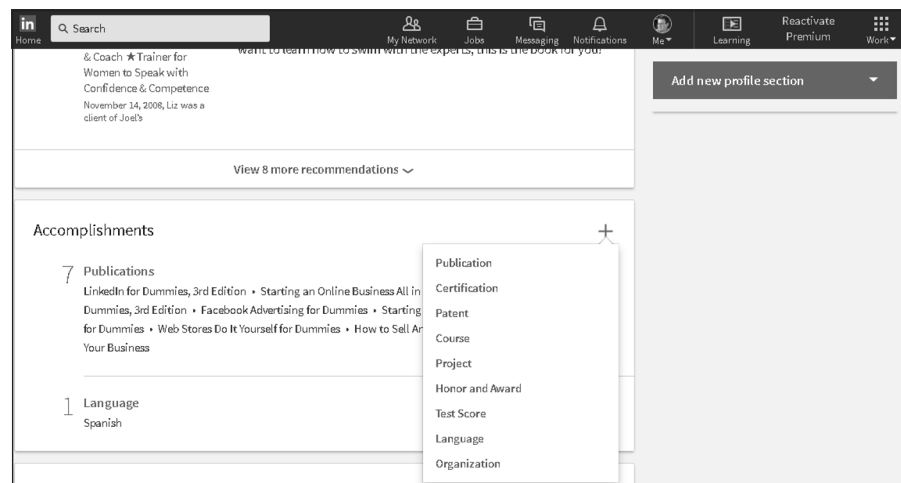 in
Search
Home
My Network
Jobs
Messaging
Notifications
Me
Learning
Reactivate
Premium
Work
want to learn how to swim with the experts, this is the book for you!
& Coach ★Trainer for
Women to Speak with
Confidence & Competence
November 14, 2008, Liz was a
client of Joel's
Add new profile section
View 8 more recommendations
Accomplishments
+
7 Publications
LinkedIn for Dummies, 3rd Edition • Starting an Online Business All in
Dummies, 3rd Edition • Facebook Advertising for Dummies • Starting
for Dummies • Web Stores Do It Yourself for Dummies • How to Sell
Your Business
1 Language
Spanish
Publication
Certification
Patent
Course
Project
Honor and Award
Test Score
Language
Organization